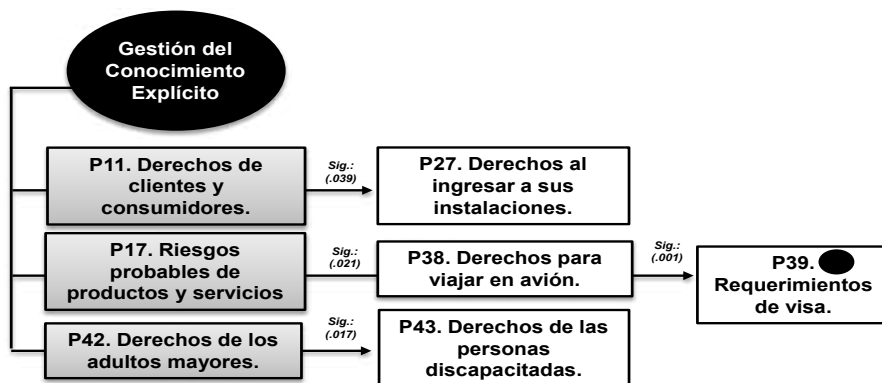 Gestión del
Conocimiento
Explícito
P11. Derechos de
clientes y
consumidores.
Sig.:
(.039)
P27. Derechos al
ingresar a sus
instalaciones.
P17. Riesgos
probables de
productos y servicios
Sig.:
(.021)
P38. Derechos para
viajar en avión.
Sig.:
(.001)
P39.
Requerimientos
de visa.
P42. Derechos de los
adultos mayores.
Sig.:
(.017)
P43. Derechos de las
personas
discapacitadas.